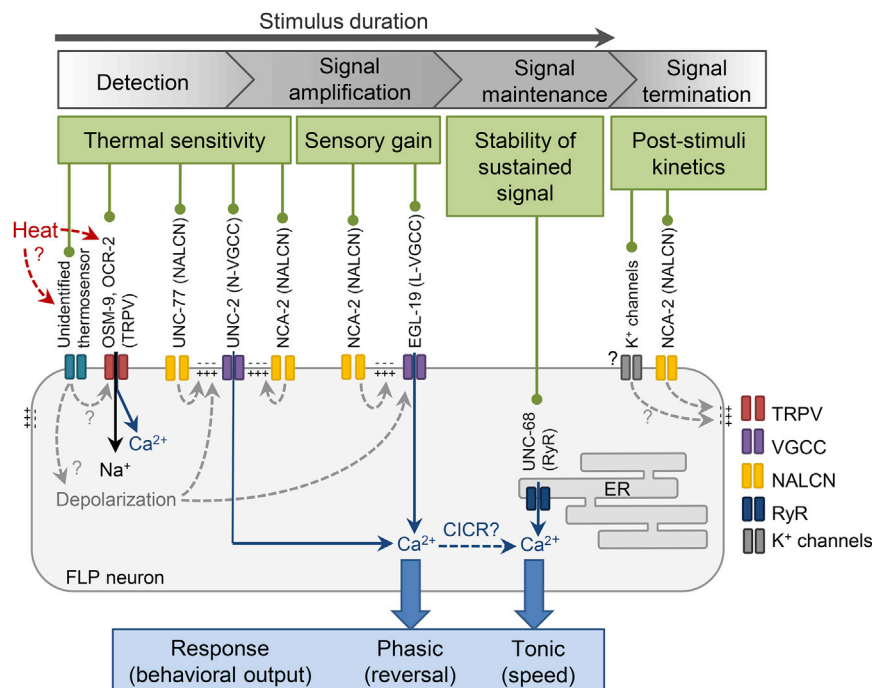 Stimulus duration
Detection
Signal
amplification
Signal
maintenance
Signal
termination
Thermal sensitivity
Sensory gain
Stability of
sustained
signal
Post-stimuli
kinetics
Heat
?
Unidentified
thermosensor
OSM-9, OCR-2
(TRPV)
UNC-77 (NALCN)
UNC-2 (N-VGCC)
NCA-2 (NALCN)
NCA-2 (NALCN)
EGL-19 (L-VGCC)
UNC-68
(RyR)
?
K⁺ channels
NCA-2 (NALCN)
----
+++
----
+++
----
+++
+++
----
----
+++
?
?
?
Ca²⁺
Na⁺
Depolarization
ER
Ca²⁺
CICR?
Ca²⁺
FLP neuron
TRPV
VGCC
NALCN
RyR
K⁺ channels
Response
(behavioral output)
Phasic
(reversal)
Tonic
(speed)